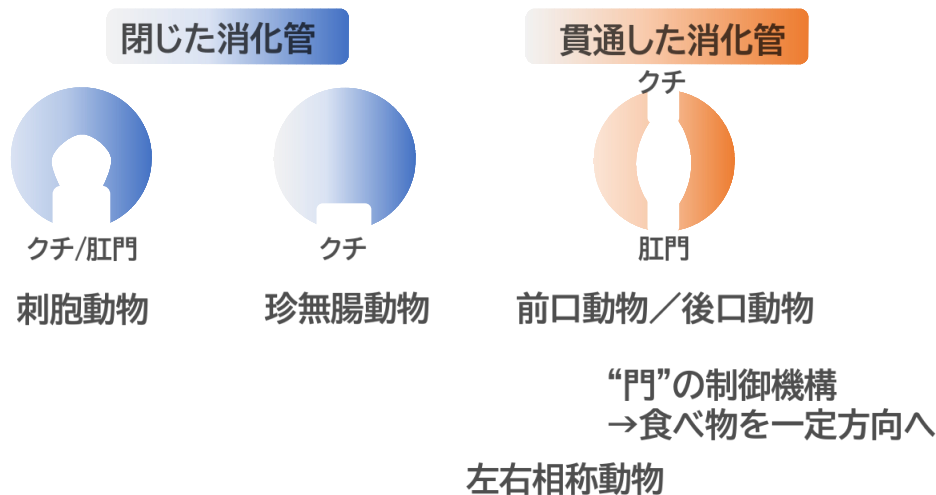 閉じた消化管
貫通した消化管
クチ
クチ/肛門
クチ
肛門
刺胞動物
珍無腸動物
前口動物／後口動物
“門”の制御機構
→食べ物を一定方向へ
左右相称動物